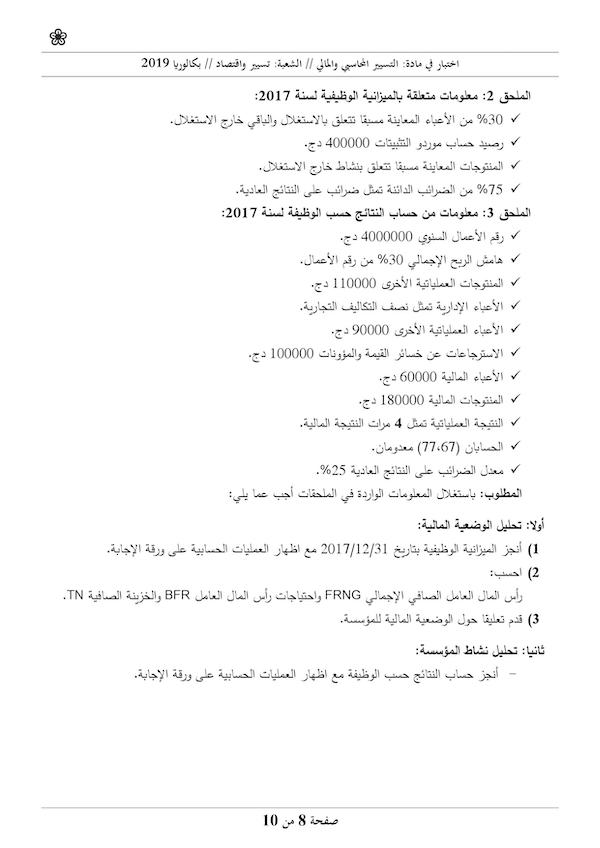 اختبار في مادة: التسيير المحاسبي والمالي // الشعبة: تسيير واقتصاد // بكالوريا 2019
الملحق 2: معلومات متعلقة بالميزانية الوظيفية لسنة 2017:
✓ 30% من الأعباء المعاينة مسبقا تتعلق بالاستغلال والباقي خارج الاستغلال.
✓ رصيد حساب موردو التثبيتات 400000 دج.
✓ المنتوجات المعاينة مسبقا تتعلق بنشاط خارج الاستغلال.
✓ 75% من الضرائب الدائنة تمثل ضرائب على النتائج العادية.
الملحق 3: معلومات من حساب النتائج حسب الوظيفة لسنة 2017:
✓ رقم الأعمال السنوي 4000000 دج.
✓ هامش الربح الإجمالي 30% من رقم الأعمال.
✓ المنتوجات العملياتية الأخرى 110000 دج.
✓ الأعباء الإدارية تمثل نصف التكاليف التجارية.
✓ الأعباء العملياتية الأخرى 90000 دج.
✓ الاسترجاعات عن خسائر القيمة والمؤونات 100000 دج.
✓ الأعباء المالية 60000 دج.
✓ المنتوجات المالية 180000 دج.
✓ النتيجة العملياتية تمثل 4 مرات النتيجة المالية.
✓ الحسابان (77،67) معدومان.
✓ معدل الضرائب على النتائج العادية 25%.
المطلوب: باستغلال المعلومات الواردة في الملحقات أجب عما يلي:
أولا: تحليل الوضعية المالية:
1) أنجز الميزانية الوظيفية بتاريخ 2017/12/31 مع اظهار العمليات الحسابية على ورقة الإجابة.
2) احسب:
رأس المال العامل الصافي الإجمالي FRNG واحتياجات رأس المال العامل BFR والخزينة الصافية TN.
3) قدم تعليقا حول الوضعية المالية للمؤسسة.
ثانيا: تحليل نشاط المؤسسة:
– أنجز حساب النتائج حسب الوظيفة مع اظهار العمليات الحسابية على ورقة الإجابة.
صفحة 8 من 10